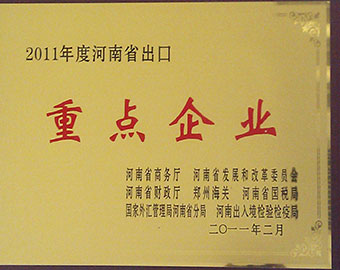 2011年度河南省出口
重点企业
河南省商务厅 河南省发展和改革委员会
河南省财政厅 郑州海关 河南省国税局
国家外汇管理局河南省分局 河南出入境检验检疫局
二〇一一年二月